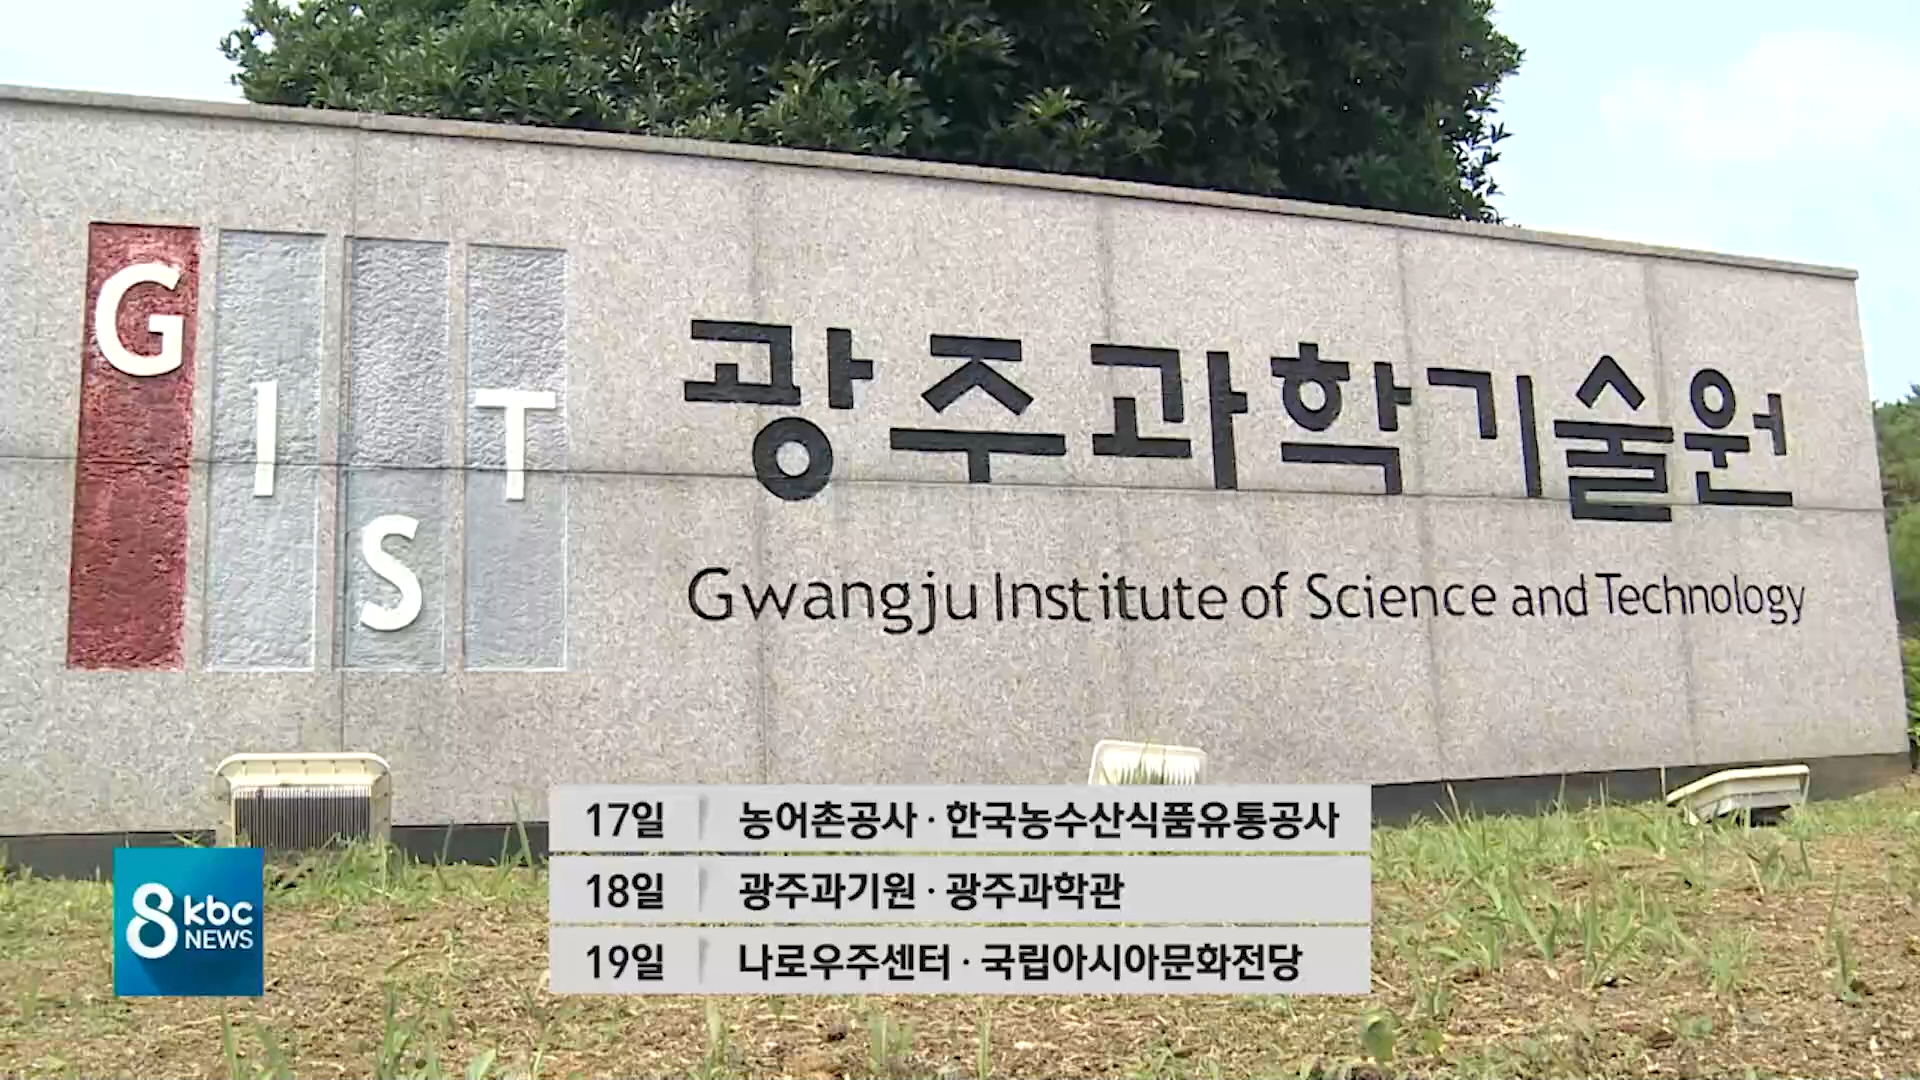 GIST
광주과학기술원
Gwangju Institute of Science and Technology
17일 농어촌공사 · 한국농수산식품유통공사
18일 광주과기원 · 광주과학관
19일 나로우주센터 · 국립아시아문화전당
8 kbc
NEWS